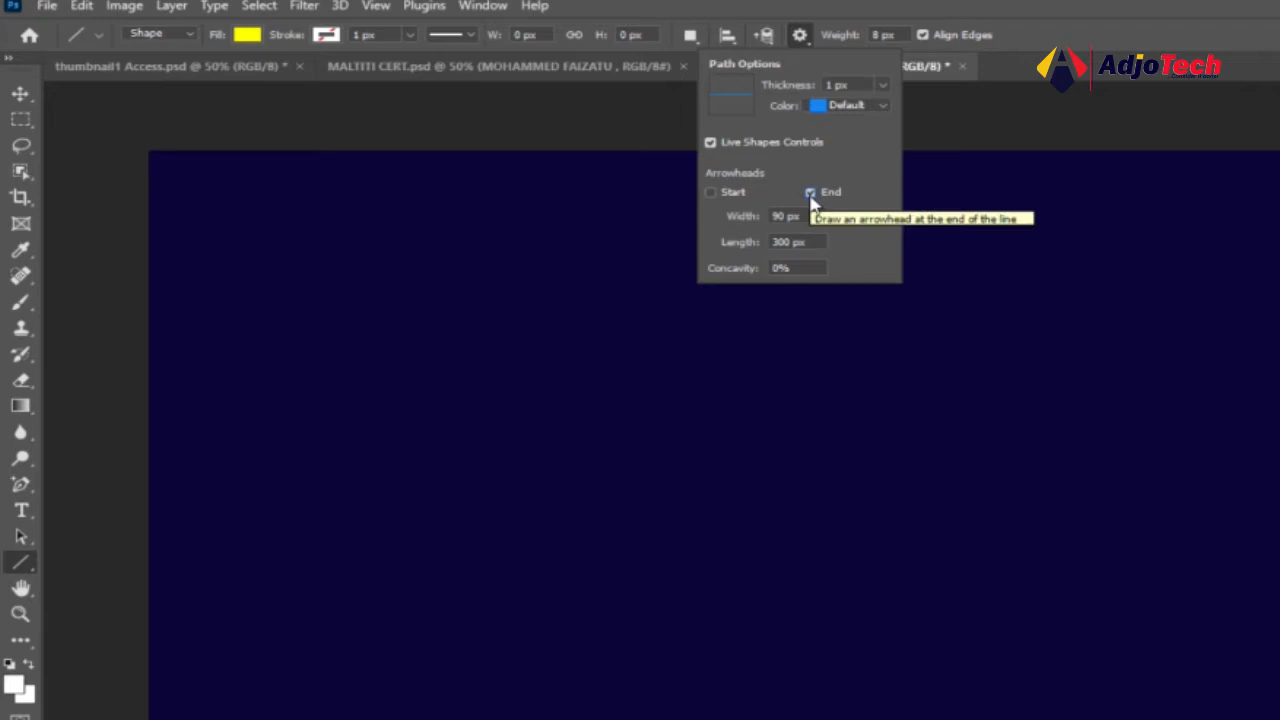 Ps File Edit Image Layer Type Select Filter 3D View Plugins Window Help
Shape Fill: Stroke: 1 px W: 0 px H: 0 px Weight: 8 px Align Edges
thumbnail1 Access.psd @ 50% (RGB/8) * × MALTITI CERT.psd @ 50% (MOHAMMED FAIZATU , RGB/8#) × RGB/8) * ×
AdjoTech
Path Options
Thickness: 1 px
Color: Default
Live Shapes Controls
Arrowheads
Start End
Width: 90 px
Draw an arrowhead at the end of the line
Length: 300 px
Concavity: 0%
T